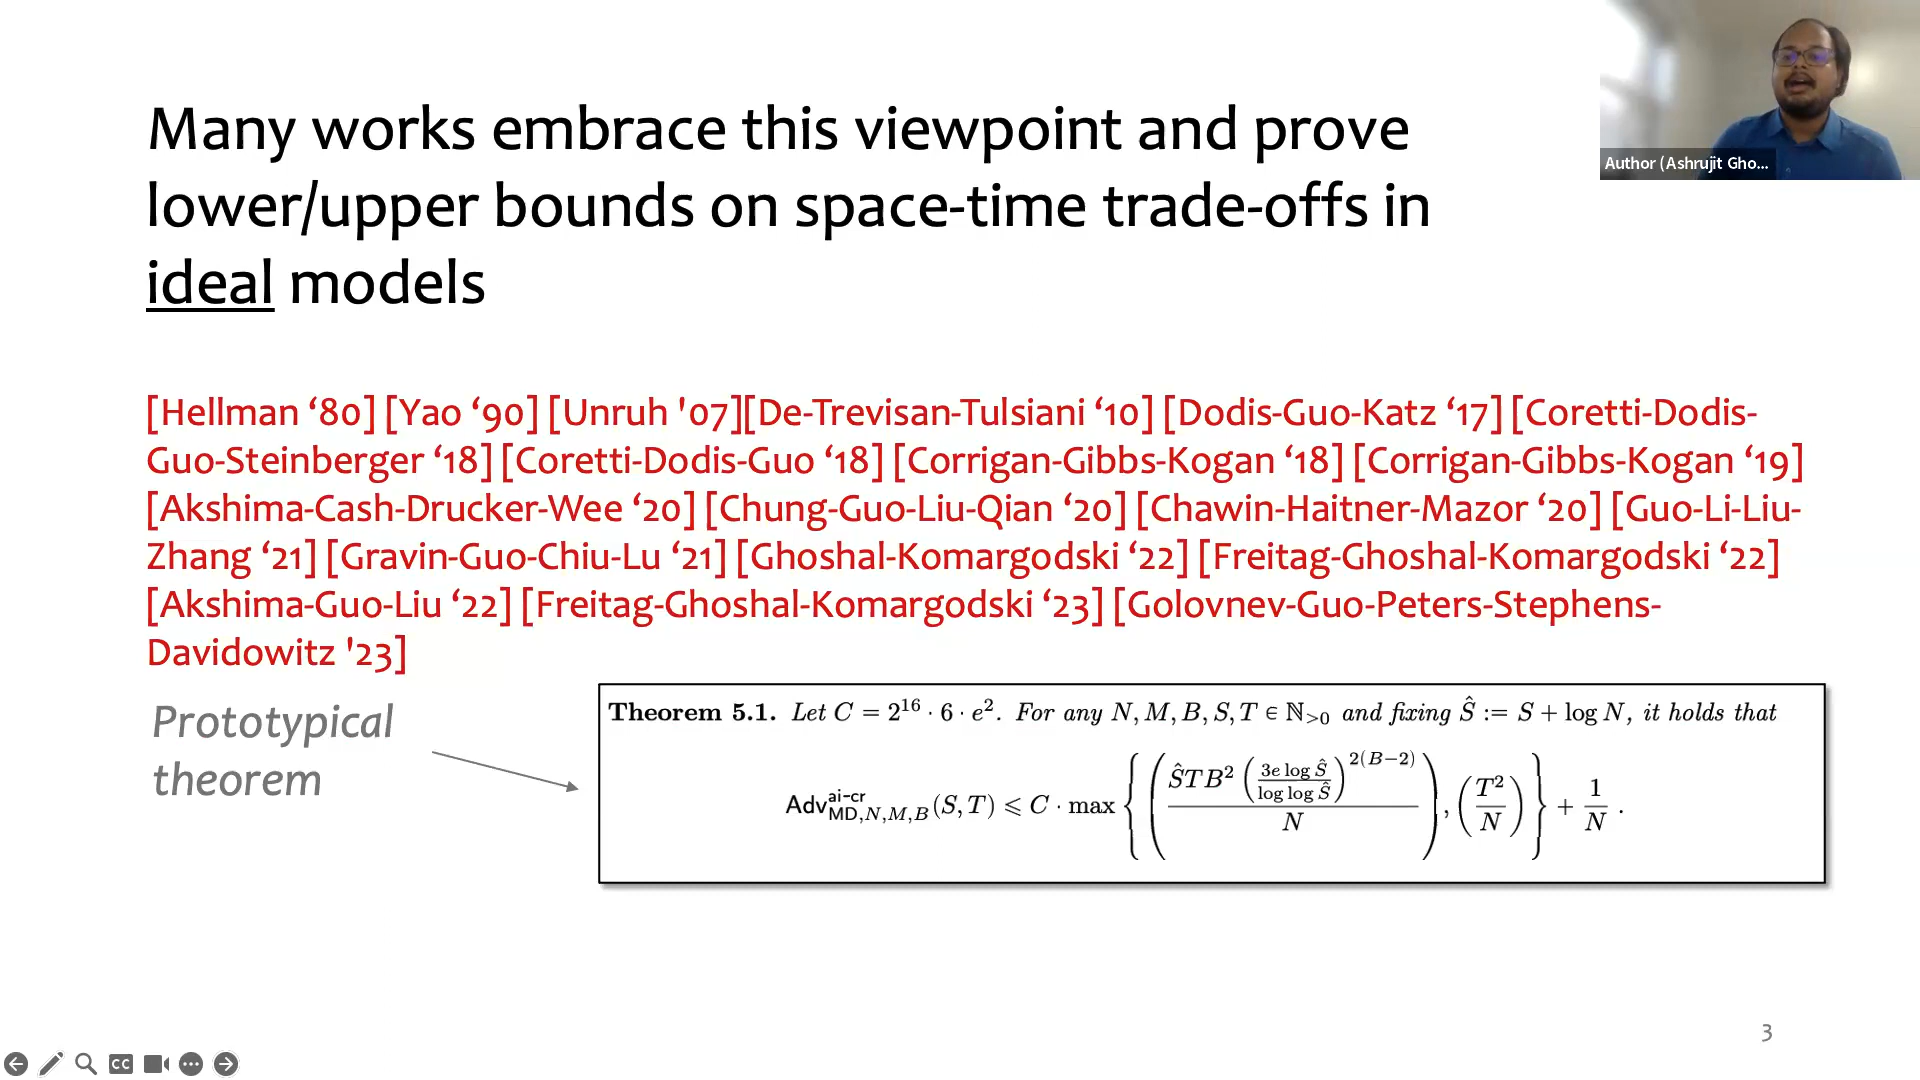 Many works embrace this viewpoint and prove
lower/upper bounds on space-time trade-offs in
ideal models
Author (Ashrujit Gho...
[Hellman ‘80] [Yao ‘90] [Unruh '07][De-Trevisan-Tulsiani ‘10] [Dodis-Guo-Katz ‘17] [Coretti-Dodis-
Guo-Steinberger ‘18] [Coretti-Dodis-Guo ‘18] [Corrigan-Gibbs-Kogan ‘18] [Corrigan-Gibbs-Kogan ‘19]
[Akshima-Cash-Drucker-Wee ‘20] [Chung-Guo-Liu-Qian ‘20] [Chawin-Haitner-Mazor ‘20] [Guo-Li-Liu-
Zhang ‘21] [Gravin-Guo-Chiu-Lu ‘21] [Ghoshal-Komargodski ‘22] [Freitag-Ghoshal-Komargodski ‘22]
[Akshima-Guo-Liu ‘22] [Freitag-Ghoshal-Komargodski ‘23] [Golovnev-Guo-Peters-Stephens-
Davidowitz '23]
Prototypical
theorem
Theorem 5.1. Let C = 2^{16} · 6 · e^2. For any N, M, B, S, T ∈ ℕ_{>0} and fixing Ŝ := S + log N, it holds that
Adv^{ai-cr}_{MD,N,M,B}(S, T) ⩽ C · max { ( ŜTB^2 ( 3e log Ŝ / log log Ŝ )^{2(B−2)} / N ), ( T^2 / N ) } + 1 / N .
3
CC